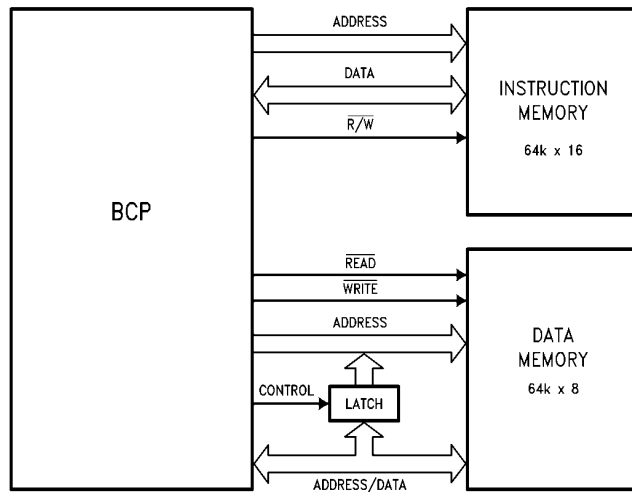 ADDRESS
DATA
R/W
INSTRUCTION
MEMORY
64k x 16
BCP
READ
WRITE
ADDRESS
DATA
MEMORY
64k x 8
CONTROL
LATCH
ADDRESS/DATA